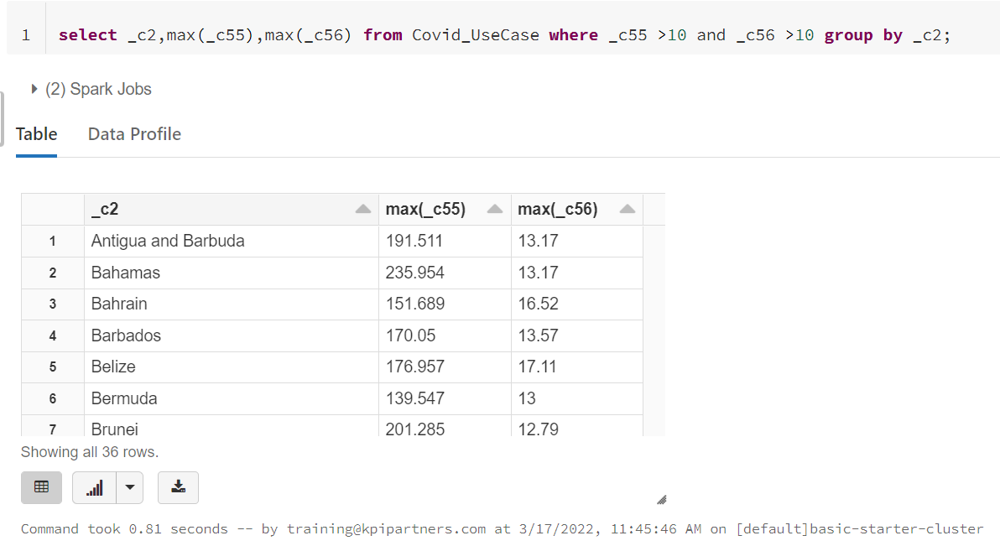 1 select _c2,max(_c55),max(_c56) from Covid_UseCase where _c55 >10 and _c56 >10 group by _c2;
(2) Spark Jobs
Table Data Profile
_c2 max(_c55) max(_c56)
1 Antigua and Barbuda 191.511 13.17
2 Bahamas 235.954 13.17
3 Bahrain 151.689 16.52
4 Barbados 170.05 13.57
5 Belize 176.957 17.11
6 Bermuda 139.547 13
7 Brunei 201.285 12.79
Showing all 36 rows.
Command took 0.81 seconds -- by training@kpipartners.com at 3/17/2022, 11:45:46 AM on [default]basic-starter-cluster